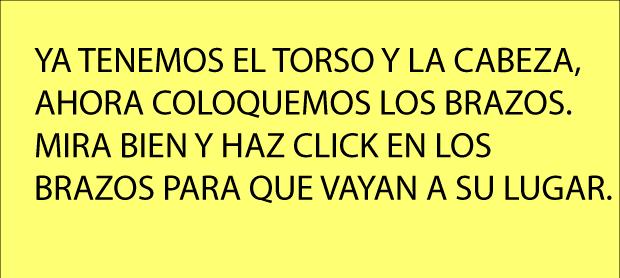 YA TENEMOS EL TORSO Y LA CABEZA,
AHORA COLOQUEMOS LOS BRAZOS.
MIRA BIEN Y HAZ CLICK EN LOS
BRAZOS PARA QUE VAYAN A SU LUGAR.